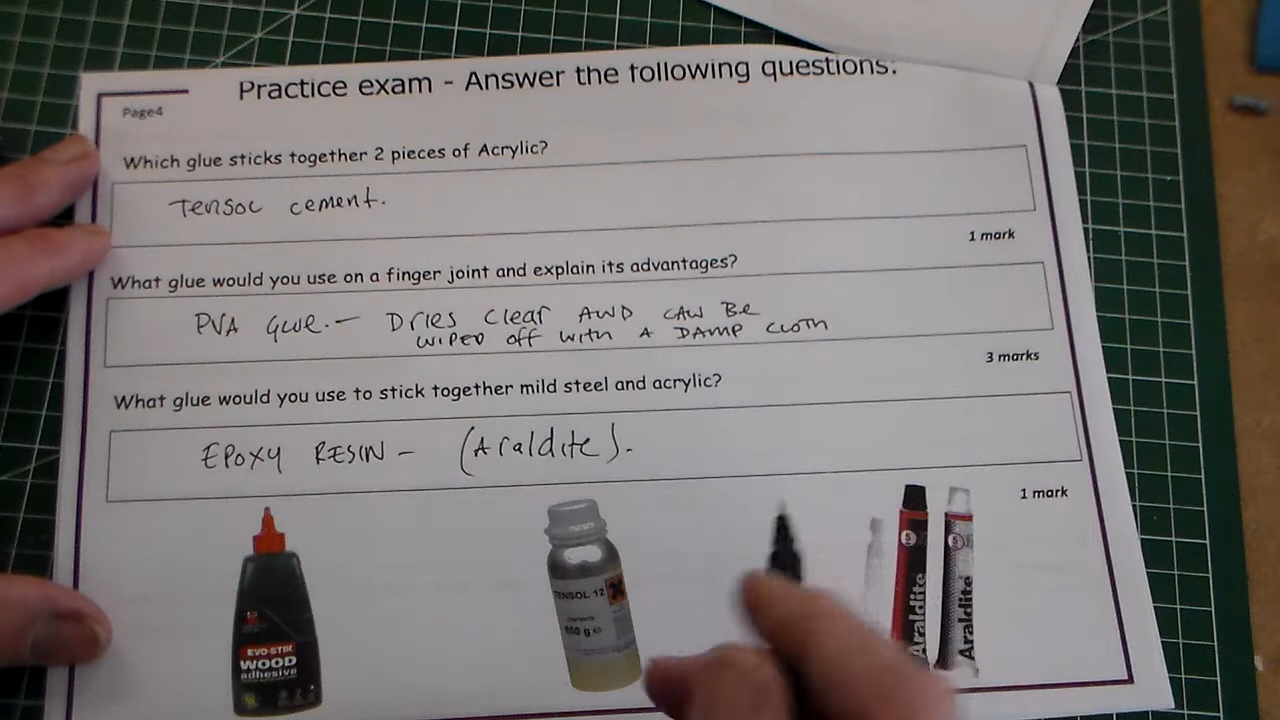 Practice exam - Answer the following questions:
Page4
Which glue sticks together 2 pieces of Acrylic?
Tensol cement.
1 mark
What glue would you use on a finger joint and explain its advantages?
PVA Glue. - Dries Clear AND CAN Be
WIPED off with A DAMP CLOTH
3 marks
What glue would you use to stick together mild steel and acrylic?
EPOXY RESIN - (Araldite).
1 mark
EVO-STIK
WOOD
adhesive
TENSOL 12
500 g e
Araldite
Araldite